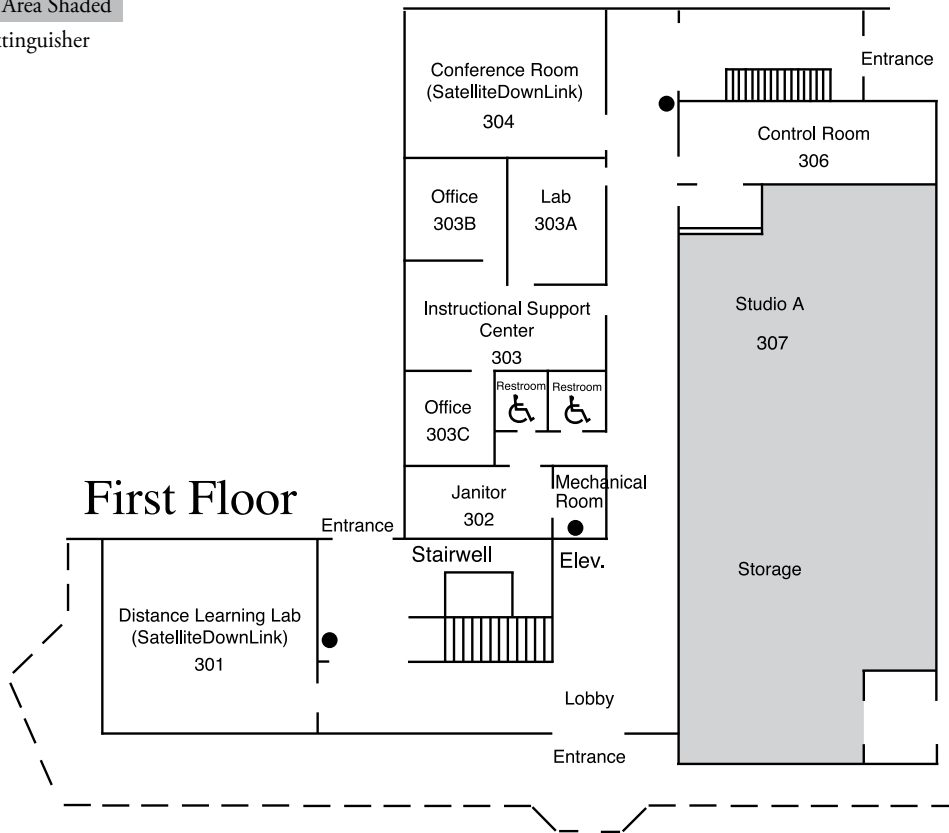 Area Shaded
Entrance
Conference Room
(SatelliteDownLink)
304
Control Room
306
Office
303B
Lab
303A
Studio A
307
Instructional Support
Center
303
Restroom
Restroom
Office
303C
First Floor
Janitor
302
Mechanical
Room
Entrance
Stairwell
Elev.
Storage
Distance Learning Lab
(SatelliteDownLink)
301
Lobby
Entrance